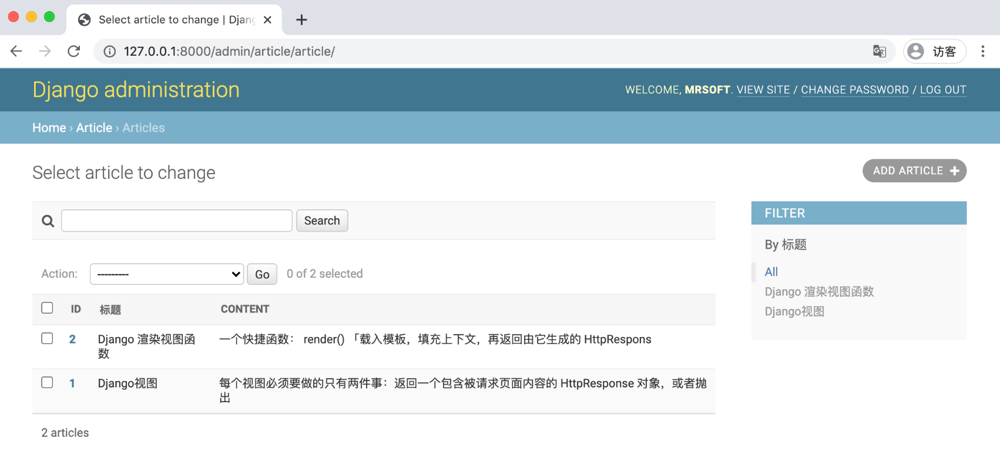 Select article to change | Djang
127.0.0.1:8000/admin/article/article/
访客
Django administration
WELCOME, MRSOFT. VIEW SITE / CHANGE PASSWORD / LOG OUT
Home › Article › Articles
Select article to change
ADD ARTICLE
Search
FILTER
By 标题
All
Django 渲染视图函数
Django视图
Action:
---------
Go
0 of 2 selected
ID 标题 CONTENT
2 Django 渲染视图函 一个快捷函数： render() 「载入模板，填充上下文，再返回由它生成的 HttpRespons
数
1 Django视图 每个视图必须要做的只有两件事：返回一个包含被请求页面内容的 HttpResponse 对象，或者抛
出
2 articles